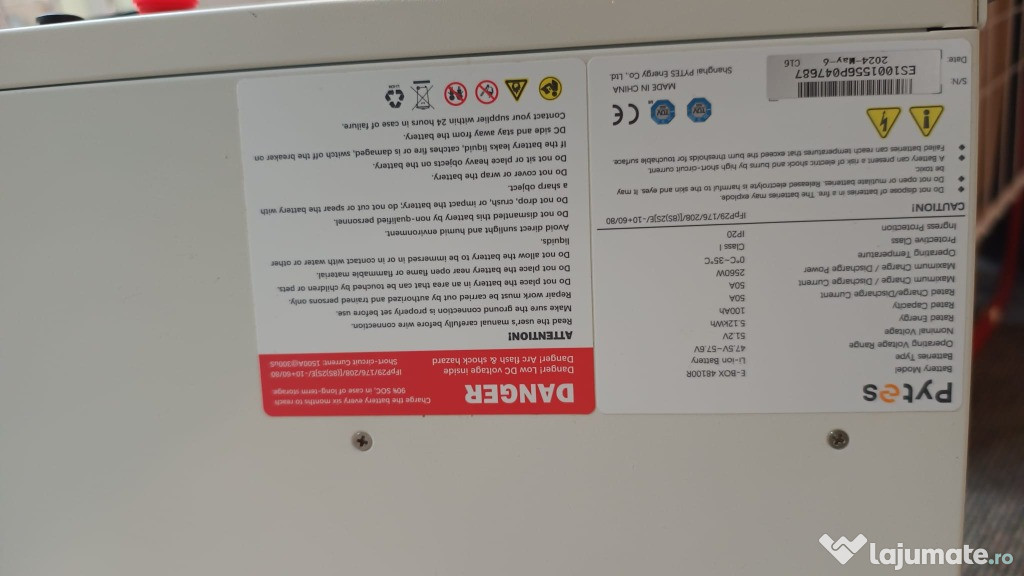 Pytes
Battery Model E-BOX 48100R
Batteries Type Li-ion Battery
Operating Voltage Range 47.5V~57.6V
Nominal Voltage 51.2V
Rated Energy 5.12kWh
Rated Capacity 100Ah
Rated Charge/Discharge Current 50A
Maximum Charge / Discharge Current 50A
Maximum Charge / Discharge Power 2560W
Operating Temperature 0°C~35°C
Protective Class Class I
Ingress Protection IP20
CAUTION! IFpP29/176/208/[(8S)2S]E/-10+60/90
Do not dispose of batteries in a fire. The batteries may explode.
Do not open or mutilate batteries. Released electrolyte is harmful to the skin and eyes. It may
be toxic.
A Battery can present a risk of electric shock and burns by high short-circuit current.
Failed batteries can reach temperatures that exceed the burn thresholds for touchable surface.
MADE IN CHINA
Shanghai PYTES Energy Co., Ltd.
S/N: ES1001556P047687
Date: 2024-May-6 C16
DANGER
Charge the battery every six months to reach
90% SOC, in case of long-term storage.
Danger! Low DC voltage inside IFpP29/176/208/[(8S)2S]E/-10+60/90
Danger! Arc flash & shock hazard Short-circuit Current: 1500A@300us
ATTENTION!
Read the user's manual carefully before wire connection.
Make sure the ground connection is properly set before use.
Repair work must be carried out by authorized and trained persons only.
Do not place the battery in an area that can be touched by children or pets.
Do not place the battery near open flame or flammable material.
Do not allow the battery to be immersed in or in contact with water or other
liquids.
Avoid direct sunlight and humid environment.
Do not dismantled this battery by non-qualified personnel.
Do not drop, crush, or impact the battery; do not cut or spear the battery with
a sharp object.
Do not cover or wrap the battery.
Do not sit or place heavy objects on the battery.
If the battery leaks liquid, catches fire or is damaged, switch off the breaker on
DC side and stay away from the battery.
Contact your supplier within 24 hours in case of failure.
lajumate.ro